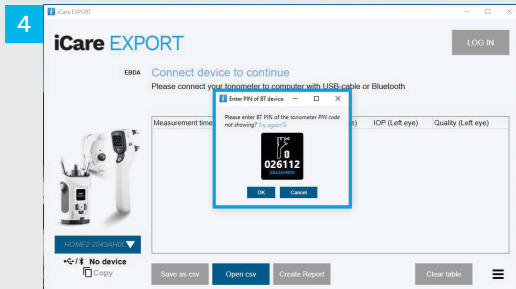 4
iCare EXPORT
iCare EXPORT
LOG IN
EBDA
Connect device to continue
Please connect your tonometer to computer with USB-cable or Bluetooth
Enter PIN of BT device
Please enter BT PIN of the tonometer PIN code
not showing? Try again
026112
Measurement time
IOP (Left eye)
Quality (Left eye)
OK
Cancel
HOME2
No device
Copy
Save as csv
Open csv
Create Report
Clear table